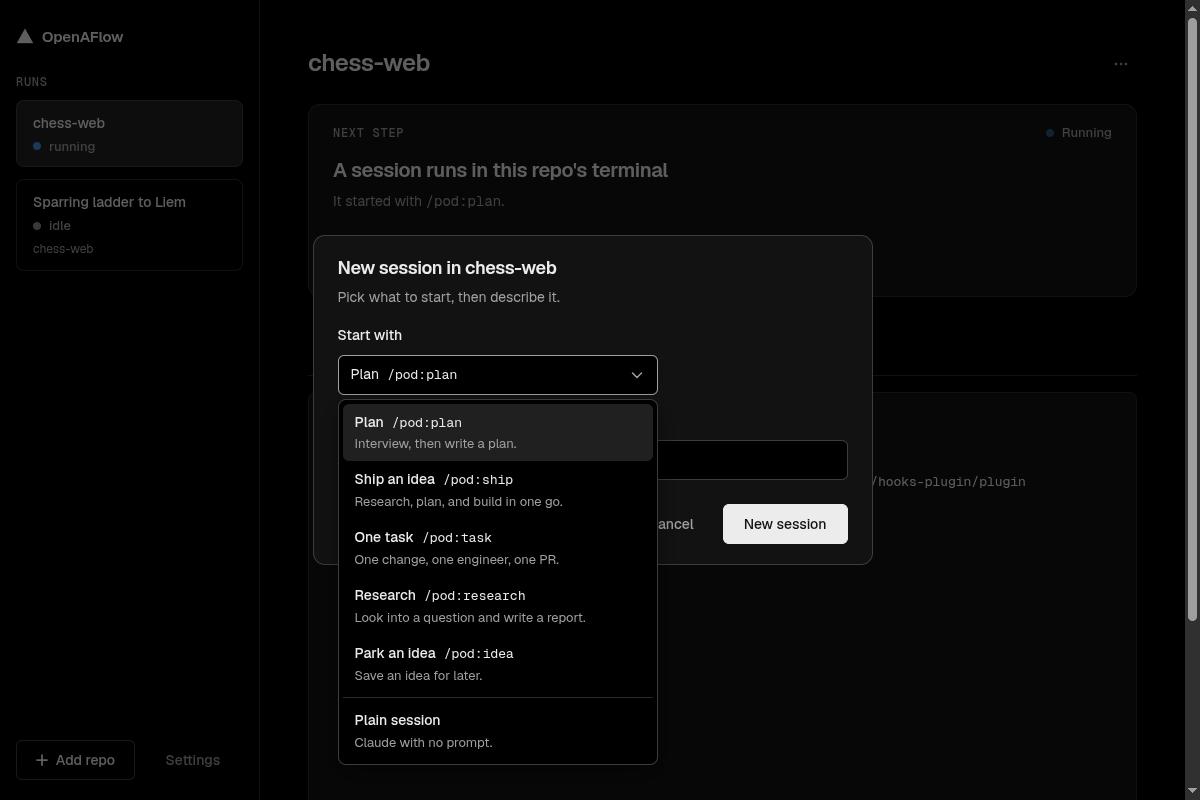 OpenAFlow
RUNS
chess-web
running
Sparring ladder to Liem
idle
chess-web
Add repo
Settings
chess-web
NEXT STEP
Running
A session runs in this repo's terminal
It started with /pod:plan.
New session in chess-web
Pick what to start, then describe it.
Start with
Plan /pod:plan
Plan /pod:plan
Interview, then write a plan.
Ship an idea /pod:ship
Research, plan, and build in one go.
One task /pod:task
One change, one engineer, one PR.
Research /pod:research
Look into a question and write a report.
Park an idea /pod:idea
Save an idea for later.
Plain session
Claude with no prompt.
ancel
New session
/hooks-plugin/plugin